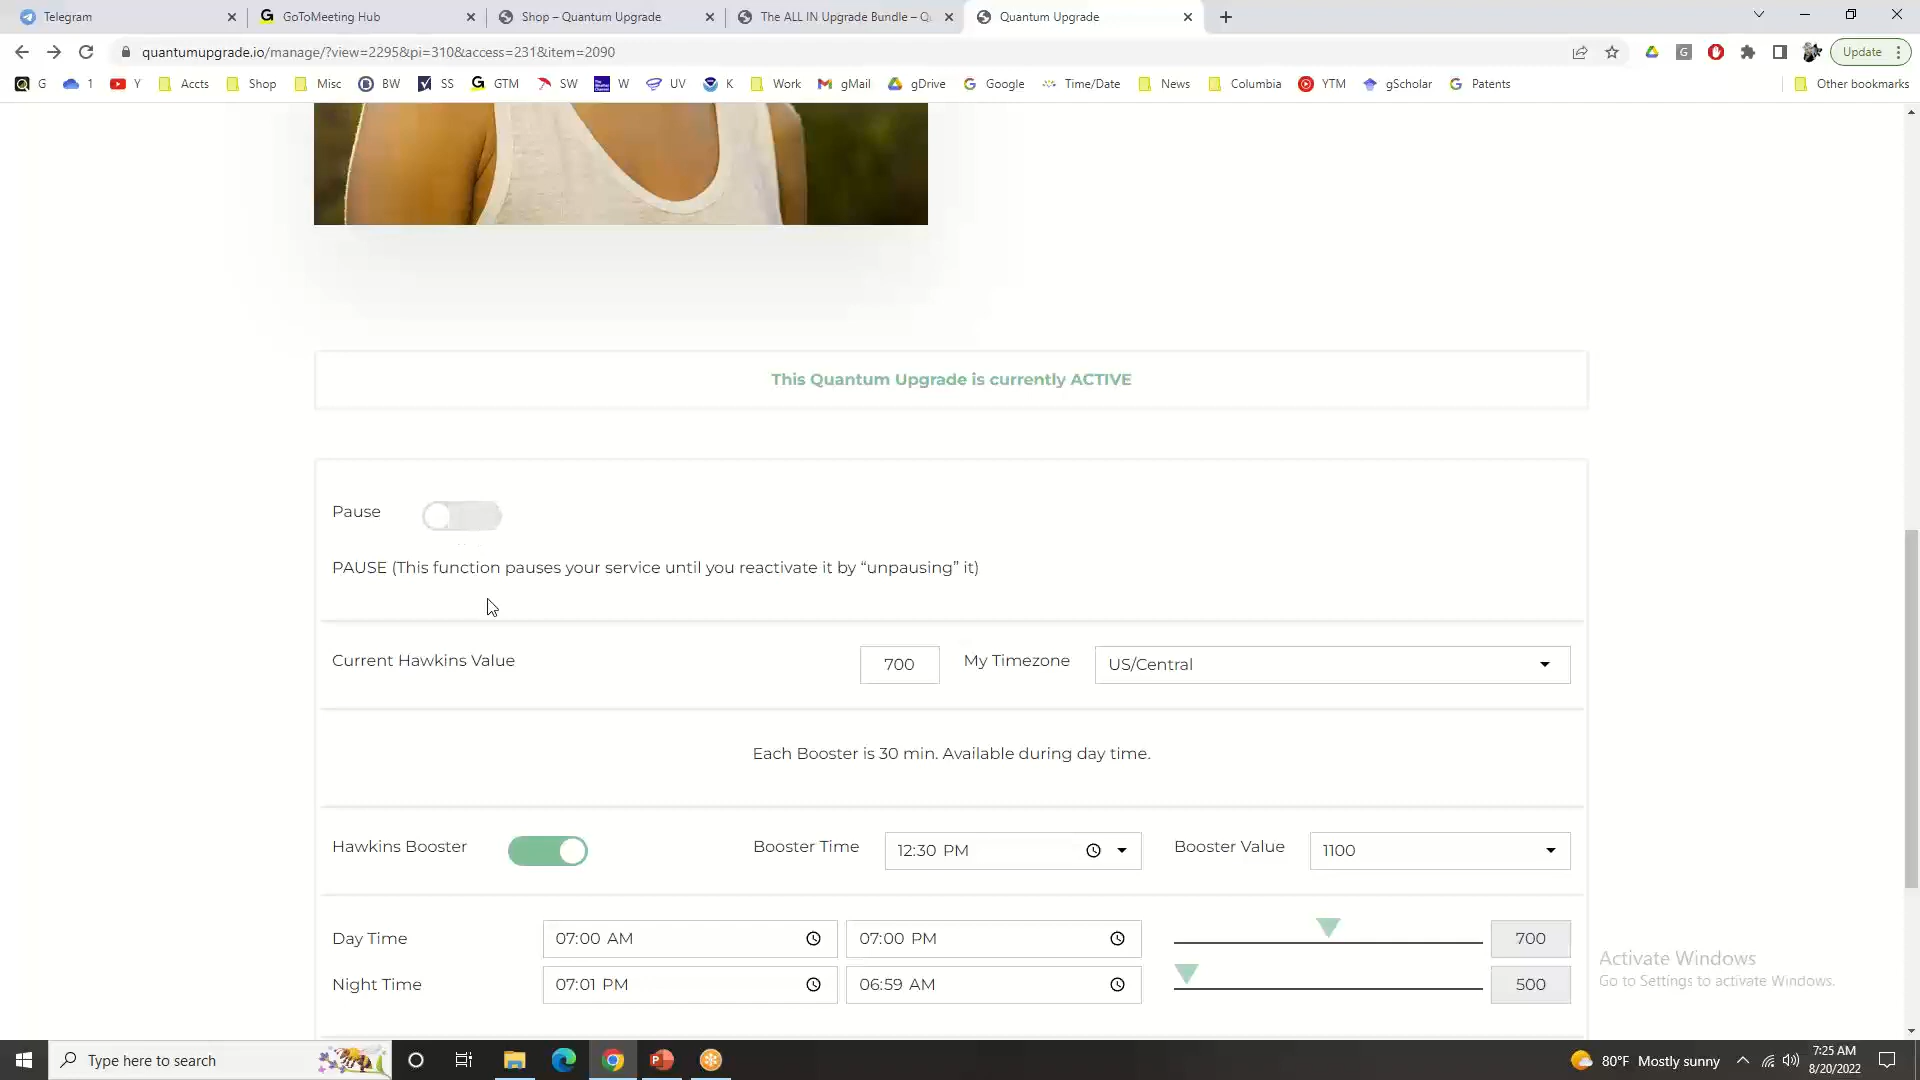 Telegram
GoToMeeting Hub
Shop – Quantum Upgrade
The ALL IN Upgrade Bundle – Q
Quantum Upgrade
quantumupgrade.io/manage/?view=2295&pi=310&access=231&item=2090
Update
G
1
Y
Accts
Shop
Misc
BW
SS
GTM
SW
W
UV
K
Work
gMail
gDrive
Google
Time/Date
News
Columbia
YTM
gScholar
Patents
Other bookmarks
This Quantum Upgrade is currently ACTIVE
Pause
PAUSE (This function pauses your service until you reactivate it by “unpausing” it)
Current Hawkins Value
700
My Timezone
US/Central
Each Booster is 30 min. Available during day time.
Hawkins Booster
Booster Time
12:30 PM
Booster Value
1100
Day Time
07:00 AM
07:00 PM
700
Night Time
07:01 PM
06:59 AM
500
Activate Windows
Go to Settings to activate Windows.
Type here to search
80°F Mostly sunny
7:25 AM
8/20/2022